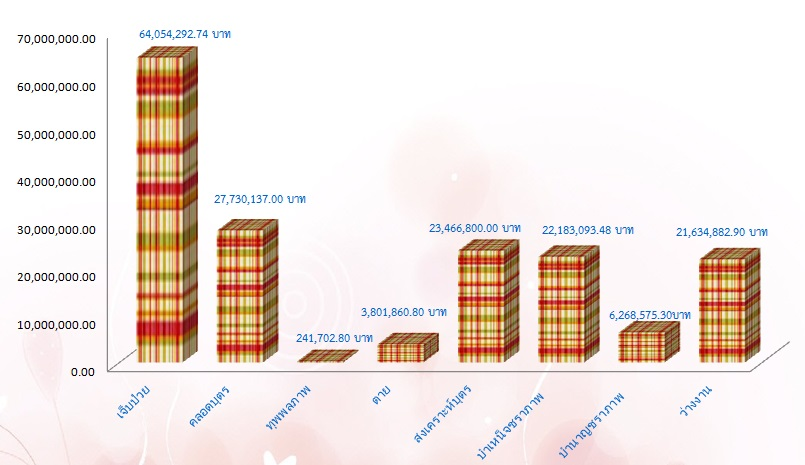 64,054,292.74 บาท
70,000,000.00
60,000,000.00
50,000,000.00
40,000,000.00
30,000,000.00
20,000,000.00
10,000,000.00
0.00
27,730,137.00 บาท
241,702.80 บาท
3,801,860.80 บาท
23,466,800.00 บาท
22,183,093.48 บาท
6,268,575.30บาท
21,634,882.90 บาท
เจ็บป่วย
คลอดบุตร
ทุพพลภาพ
ตาย
สงเคราะห์บุตร
บำเหน็จชราภาพ
บำนาญชราภาพ
ว่างงาน